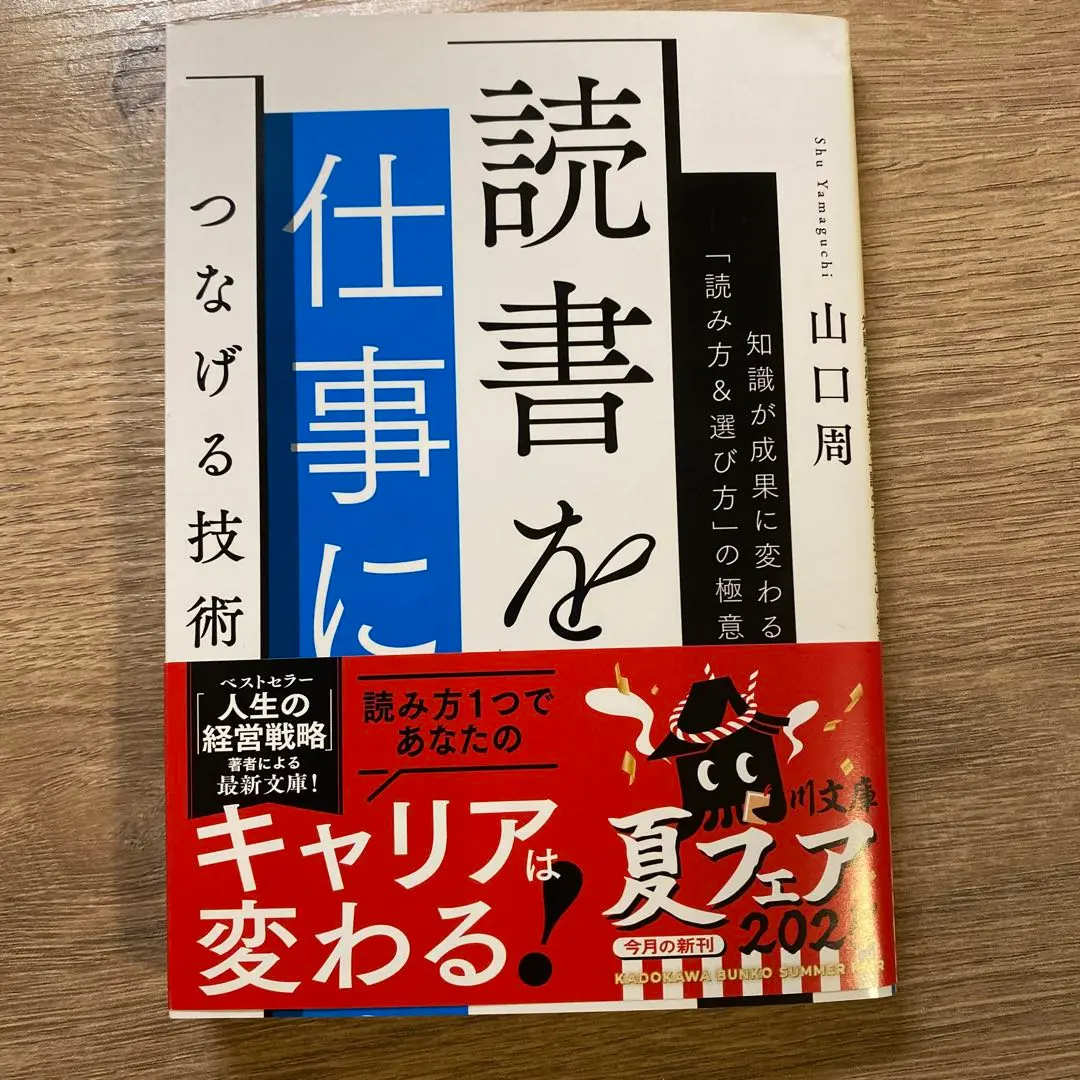 Shu Yamaguchi
山口周
知識が成果に変わる
「読み方&選び方」の極意
読書を
仕事に
つなげる技術
ベストセラー
「人生の
経営戦略」
著者による
最新文庫!
読み方1つで
あなたの
キャリアは
変わる!
川文庫
夏フェア
202
今月の新刊
KADOKAWA BUNKO SUMMER